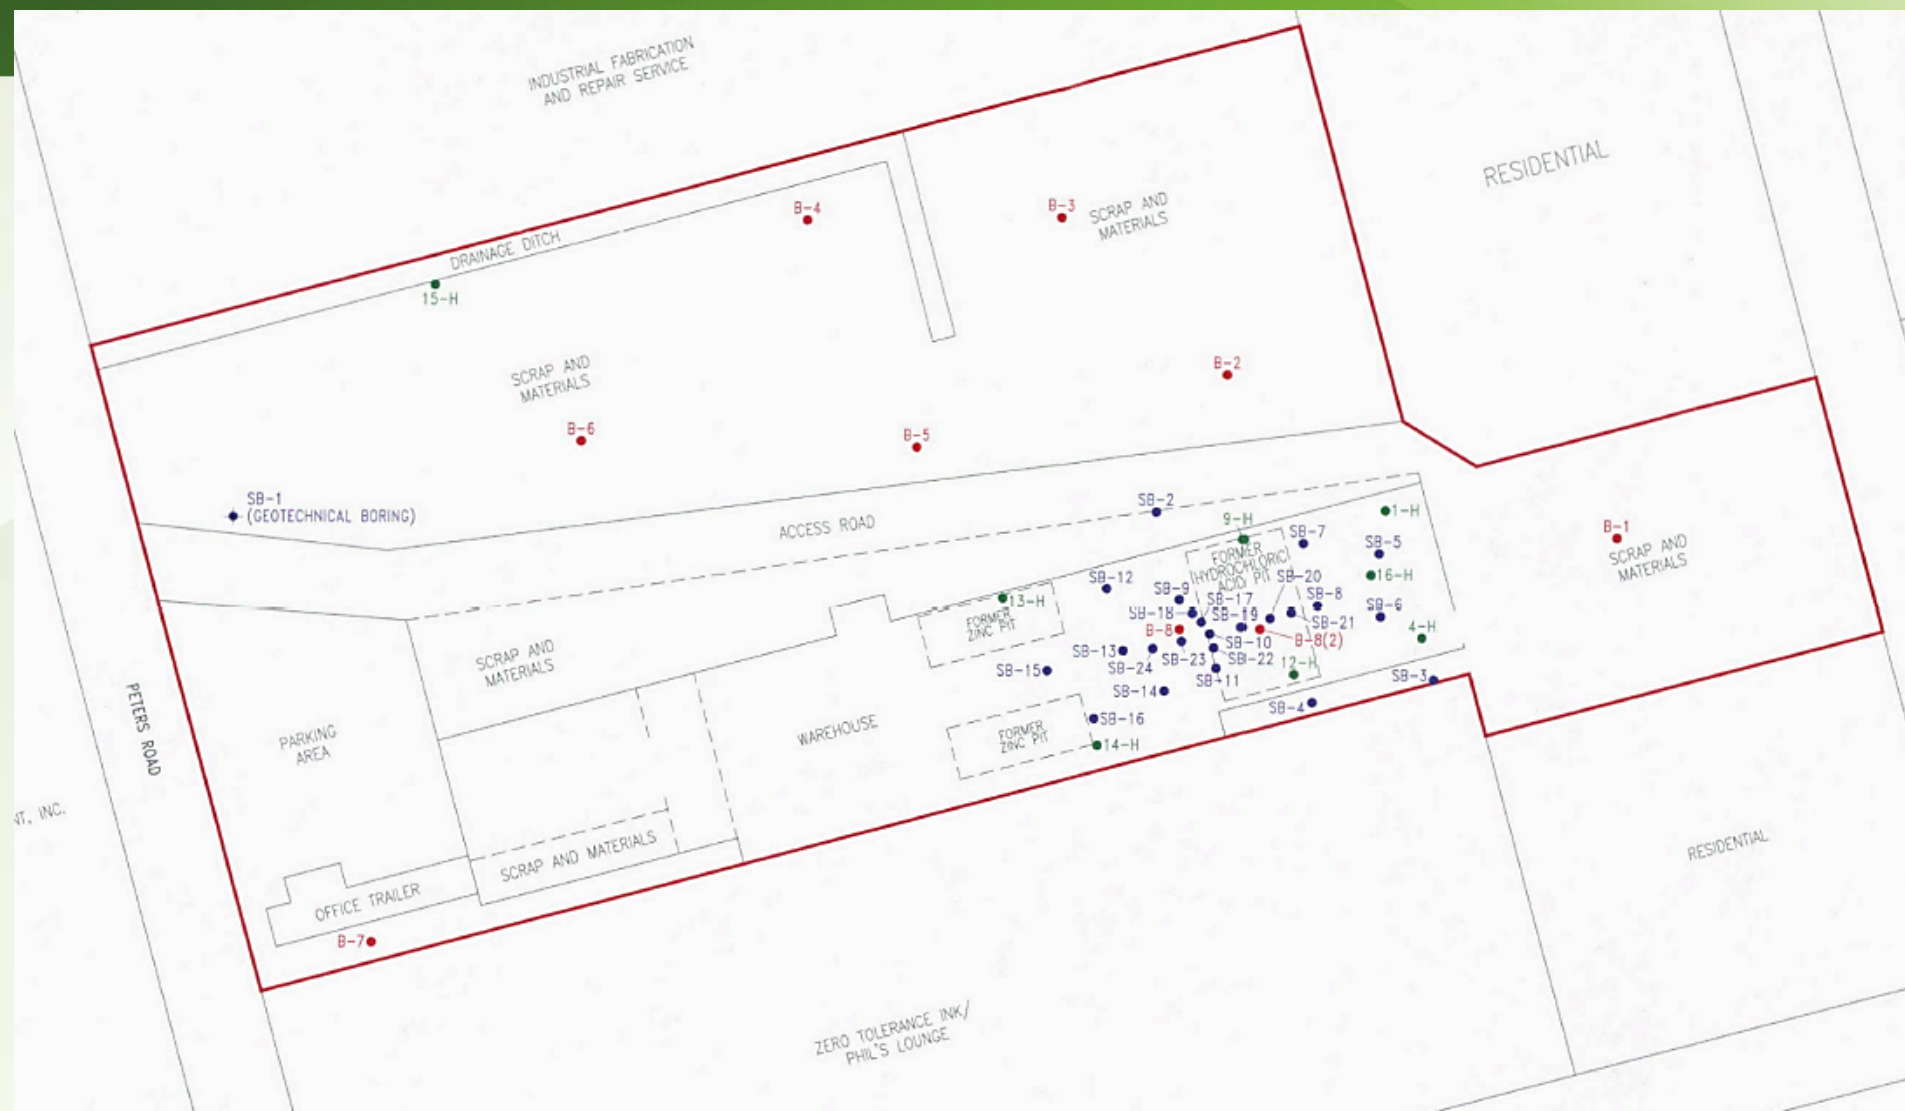 INDUSTRIAL FABRICATION
AND REPAIR SERVICE
RESIDENTIAL
B-4
B-3
SCRAP AND
MATERIALS
DRAINAGE DITCH
15-H
SCRAP AND
MATERIALS
B-2
B-6
B-5
SB-1
(GEOTECHNICAL BORING)
ACCESS ROAD
SB-2
9-H
1-H
SB-7
SB-5
B-1
SCRAP AND
MATERIALS
FORMER
HYDROCHLORIC
ACID PIT
16-H
SB-12
SB-9
SB-17
SB-20
SB-8
SB-6
13-H
FORMER
ZINC PIT
SB-18
SB-19
SB-21
4-H
B-8
SB-10
B-8(2)
SB-13
SB-24
SB-23
SB-22
12-H
SB-15
SB-11
SB-3
SB-14
SB-4
SB-16
14-H
FORMER
ZINC PIT
SCRAP AND
MATERIALS
WAREHOUSE
PETERS ROAD
PARKING
AREA
NT, INC.
SCRAP AND MATERIALS
OFFICE TRAILER
B-7
RESIDENTIAL
ZERO TOLERANCE INK/
PHIL'S LOUNGE